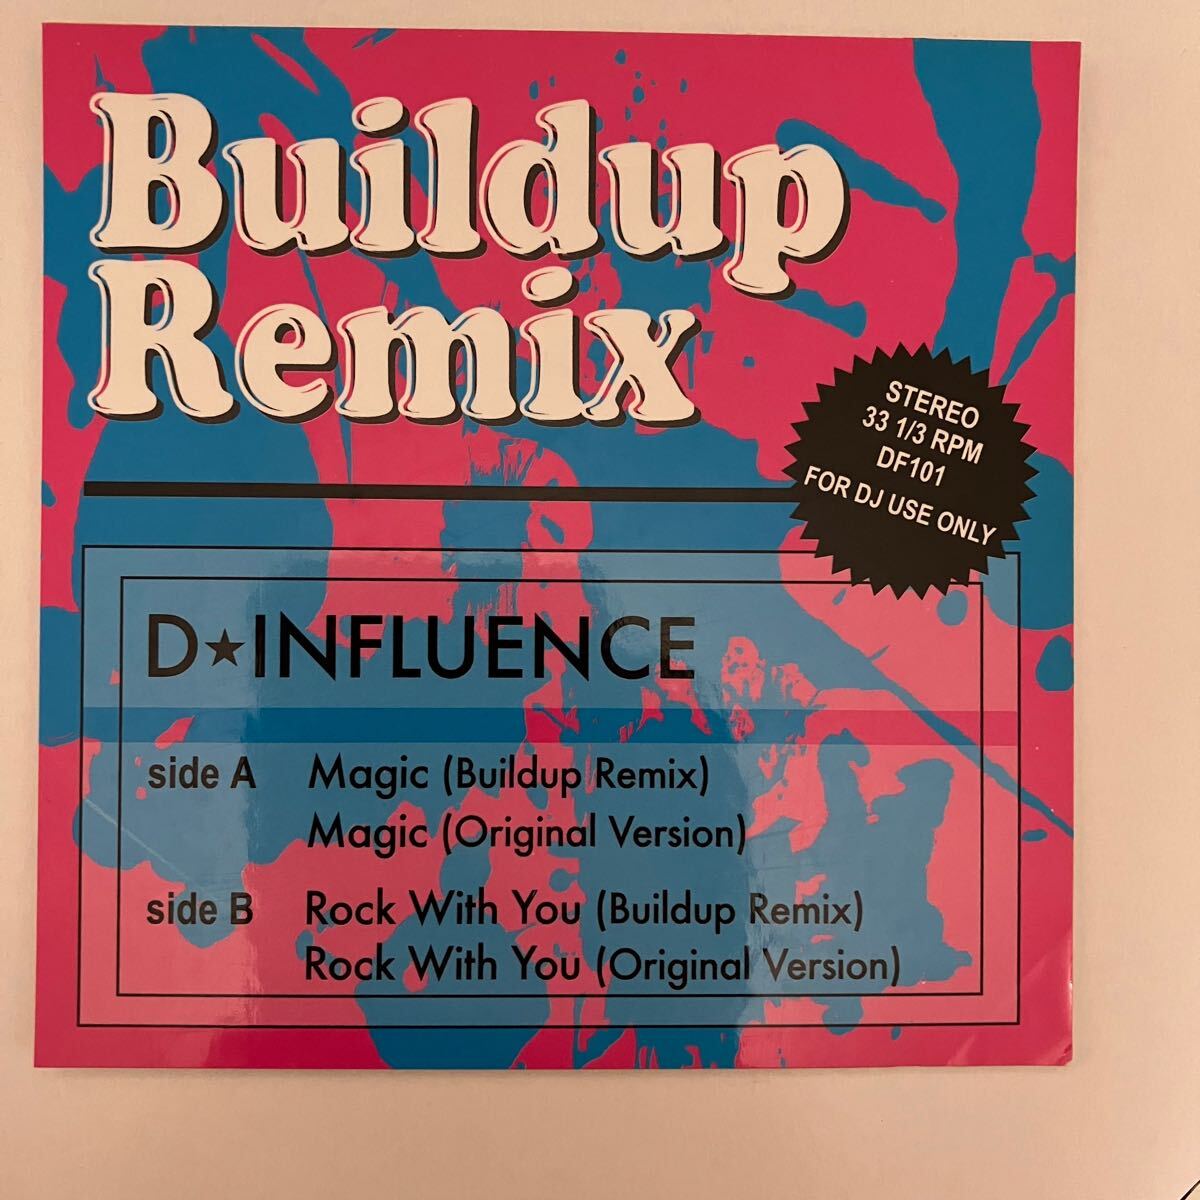 Buildup
Remix
STEREO
33 1/3 RPM
DF101
FOR DJ USE ONLY
D★INFLUENCE
side A Magic (Buildup Remix)
Magic (Original Version)
side B Rock With You (Buildup Remix)
Rock With You (Original Version)